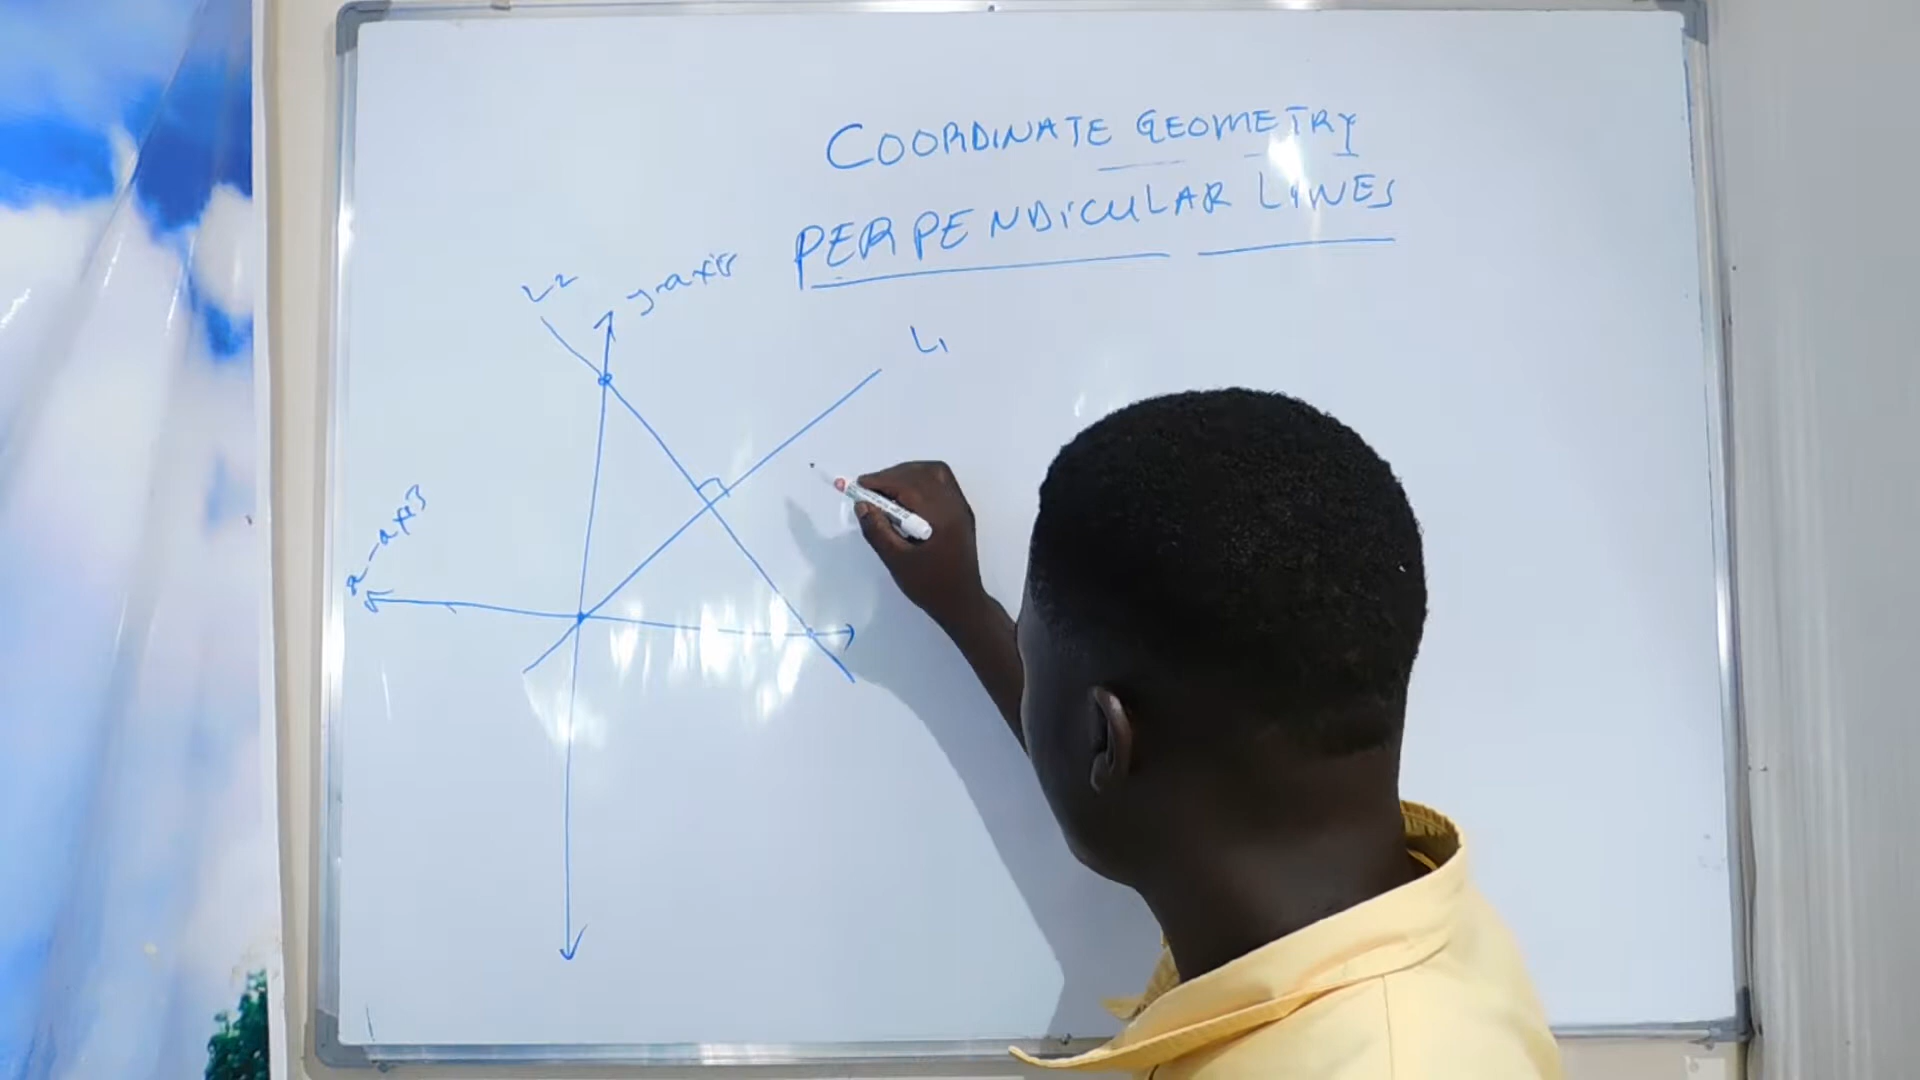 COORDINATE GEOMETRY
PERPENDICULAR LINES
L2
y-axis
L1
x-axis